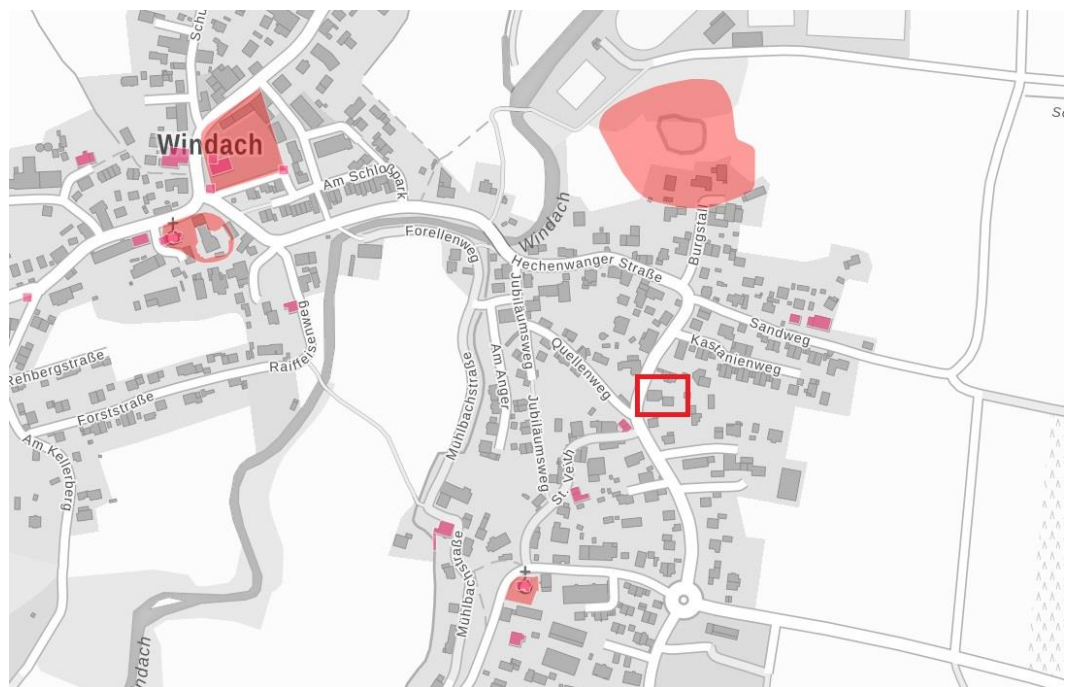 Windach
Am Schloßpark
Windach
Burgstall
Forellenweg
Hechenwanger Straße
Jubiläumsweg
Sandweg
Kastanienweg
Quellenweg
Raiffeisenweg
Rehbergstraße
Am Anger
Mühlbachstraße
Forststraße
Jubiläumsweg
Am Kellerberg
St. Veith
Mühlbachstraße